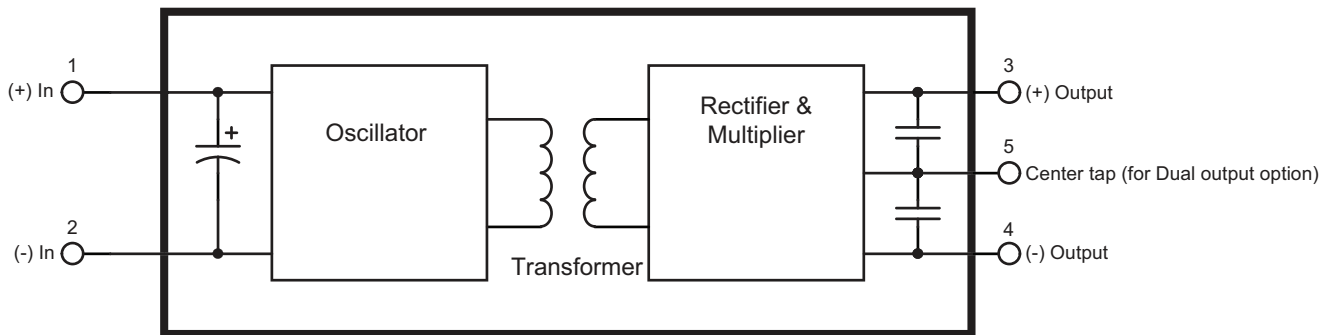 1
(+) In
2
(-) In
+
Oscillator
Transformer
Rectifier &
Multiplier
3
(+) Output
5
Center tap (for Dual output option)
4
(-) Output